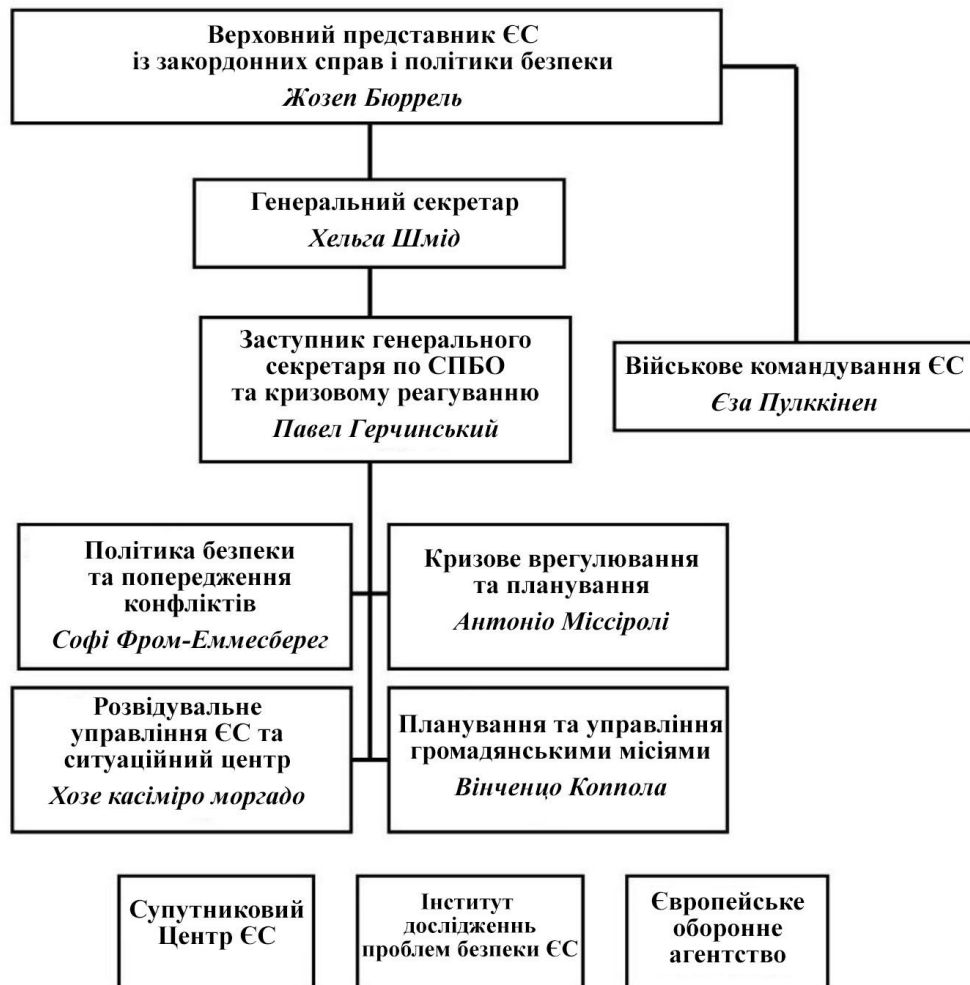 Верховний представник ЄС
із закордонних справ і політики безпеки
Жозеп Бюррель
Генеральний секретар
Хельга Шмід
Заступник генерального
секретаря по СПБО
та кризовому реагуванню
Павел Герчинський
Військове командування ЄС
Єза Пулккінен
Політика безпеки
та попередження
конфліктів
Софі Фром-Еммесберег
Кризове врегулювання
та планування
Антоніо Міссіролі
Розвідувальне
управління ЄС та
ситуаційний центр
Хозе касіміро моргадо
Планування та управління
громадянськими місіями
Вінченцо Коппола
Супутниковий
Центр ЄС
Інститут
дослідженнь
проблем безпеки ЄС
Європейське
оборонне
агентство